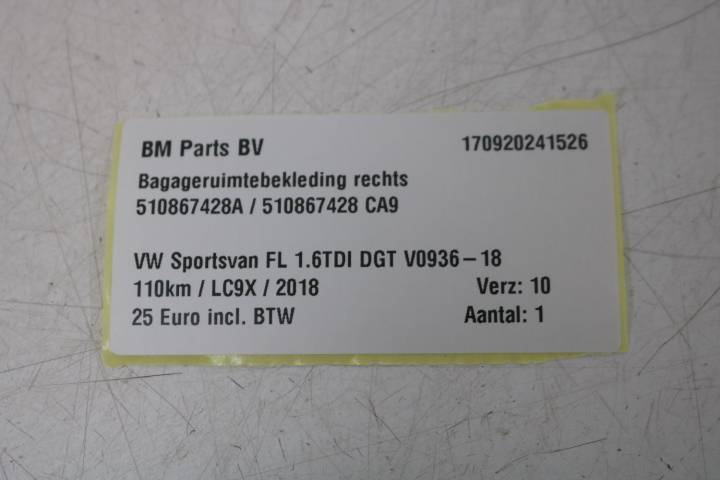 BM Parts BV 170920241526
Bagageruimtebekleding rechts
510867428A / 510867428 CA9
VW Sportsvan FL 1.6TDI DGT V0936-18
110km / LC9X / 2018 Verz: 10
25 Euro incl. BTW Aantal: 1